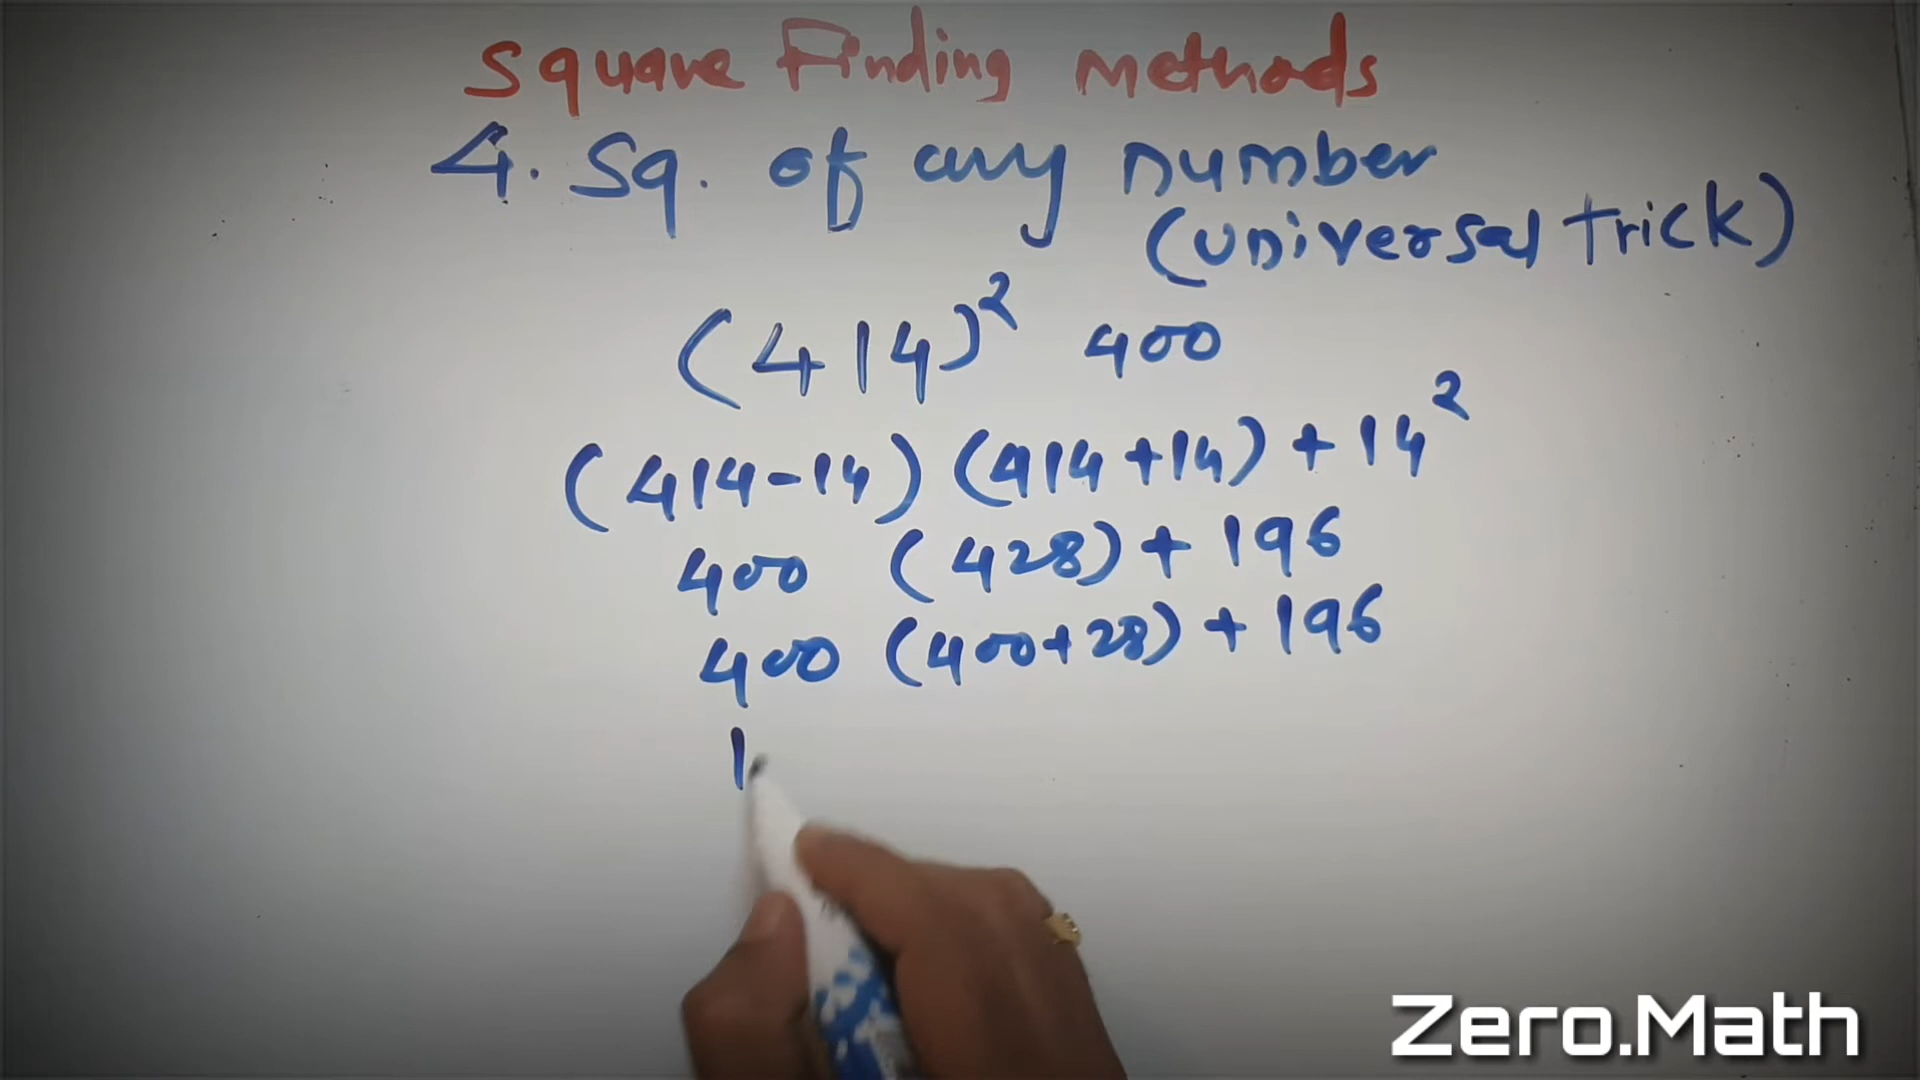 Square Finding Methods
4. Sq. of any number
(Universal Trick)
(414)² 400
(414-14) (414+14) + 14²
400 (428) + 196
400 (400+28) + 196
1
Zero.Math